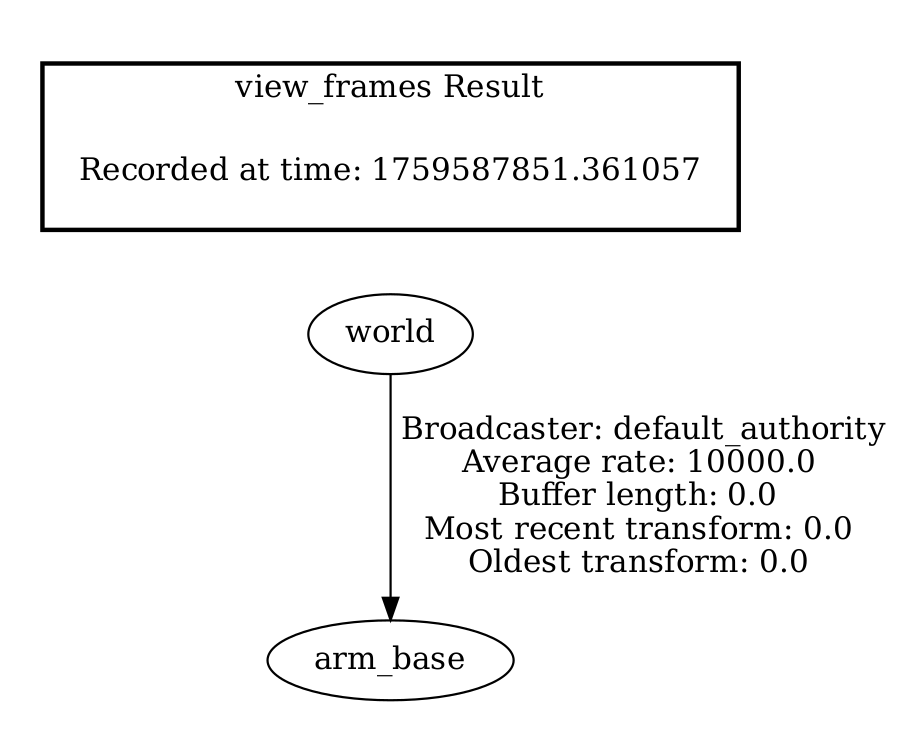 view_frames Result
Recorded at time: 1759587851.361057
world
Broadcaster: default_authority
Average rate: 10000.0
Buffer length: 0.0
Most recent transform: 0.0
Oldest transform: 0.0
arm_base